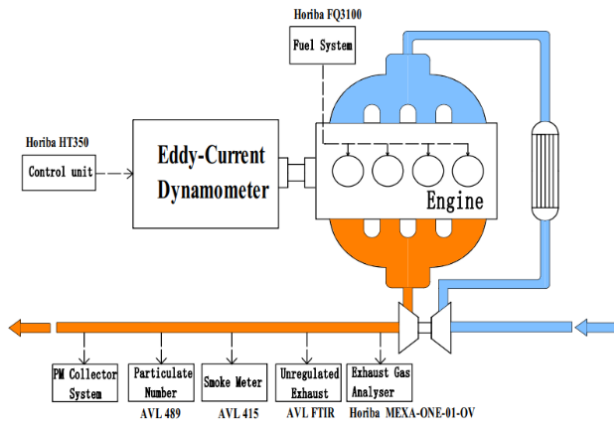 Horiba FQ3100
Fuel System
Horiba HT350
Control unit
Eddy-Current
Dynamometer
Engine
PM Collector
System
Particulate
Number
AVL 489
Smoke Meter
AVL 415
Unregulated
Exhaust
AVL FTIR
Exhaust Gas
Analyser
Horiba MEXA-ONE-01-OV